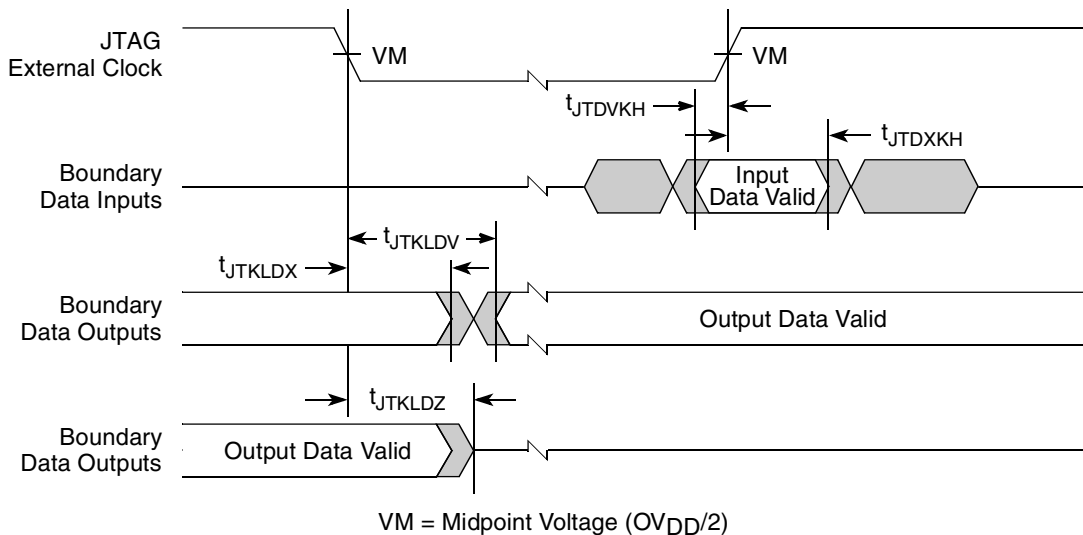 JTAG
External Clock
VM
VM
tJTDVKH
tJTDXKH
Boundary
Data Inputs
Input
Data Valid
tJTKLDV
tJTKLDX
Boundary
Data Outputs
Output Data Valid
tJTKLDZ
Boundary
Data Outputs
Output Data Valid
VM = Midpoint Voltage (OVDD/2)